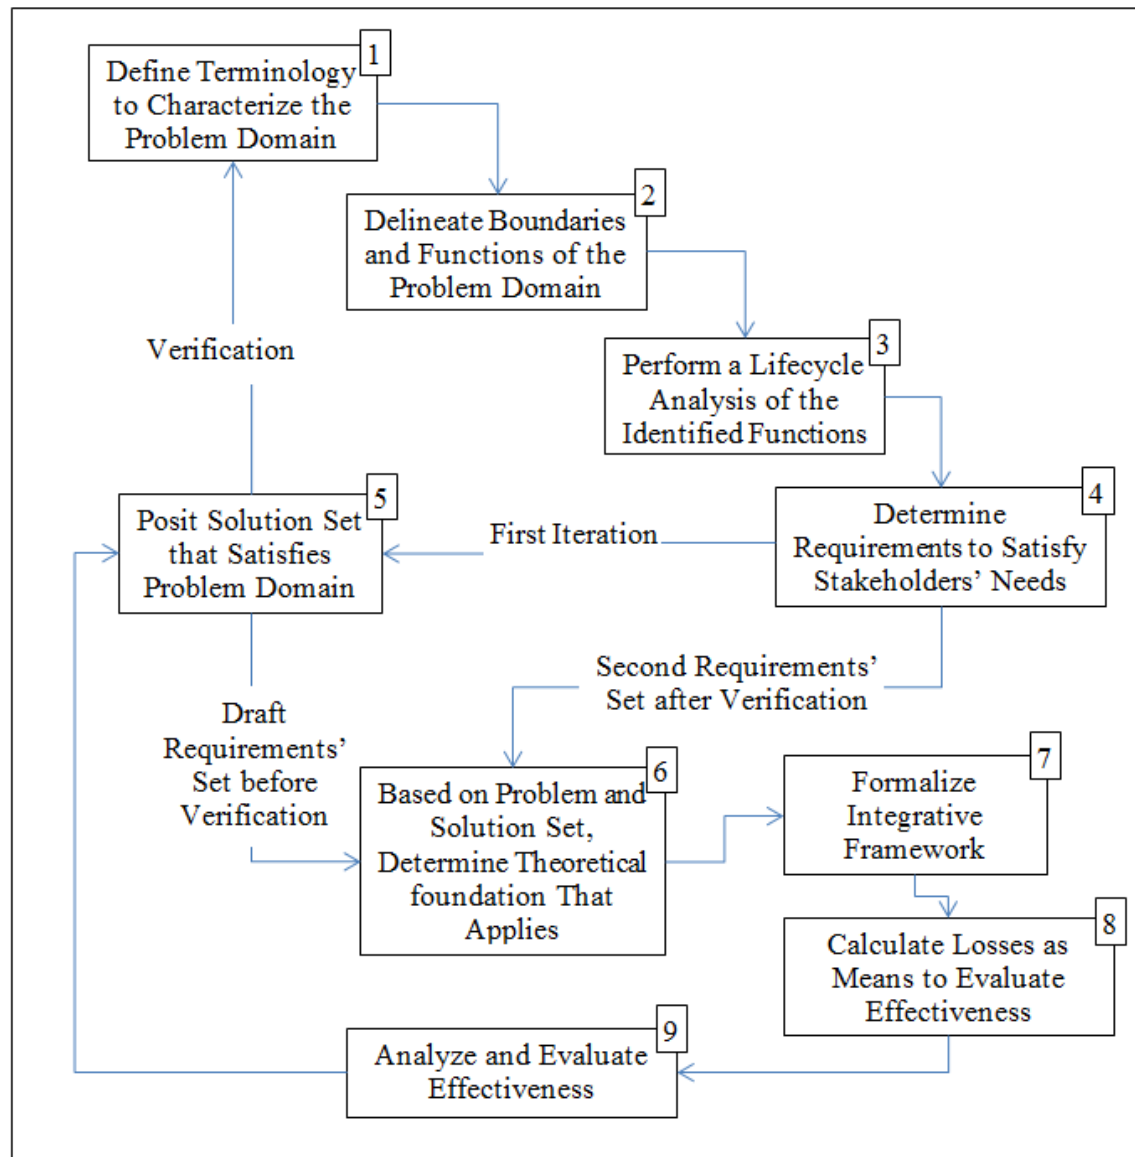 1
Define Terminology
to Characterize the
Problem Domain
2
Delineate Boundaries
and Functions of the
Problem Domain
Verification
3
Perform a Lifecycle
Analysis of the
Identified Functions
4
Determine
Requirements to Satisfy
Stakeholders’ Needs
First Iteration
5
Posit Solution Set
that Satisfies
Problem Domain
Second Requirements’
Set after Verification
Draft
Requirements’
Set before
Verification
6
Based on Problem and
Solution Set,
Determine Theoretical
foundation That
Applies
7
Formalize
Integrative
Framework
8
Calculate Losses as
Means to Evaluate
Effectiveness
9
Analyze and Evaluate
Effectiveness